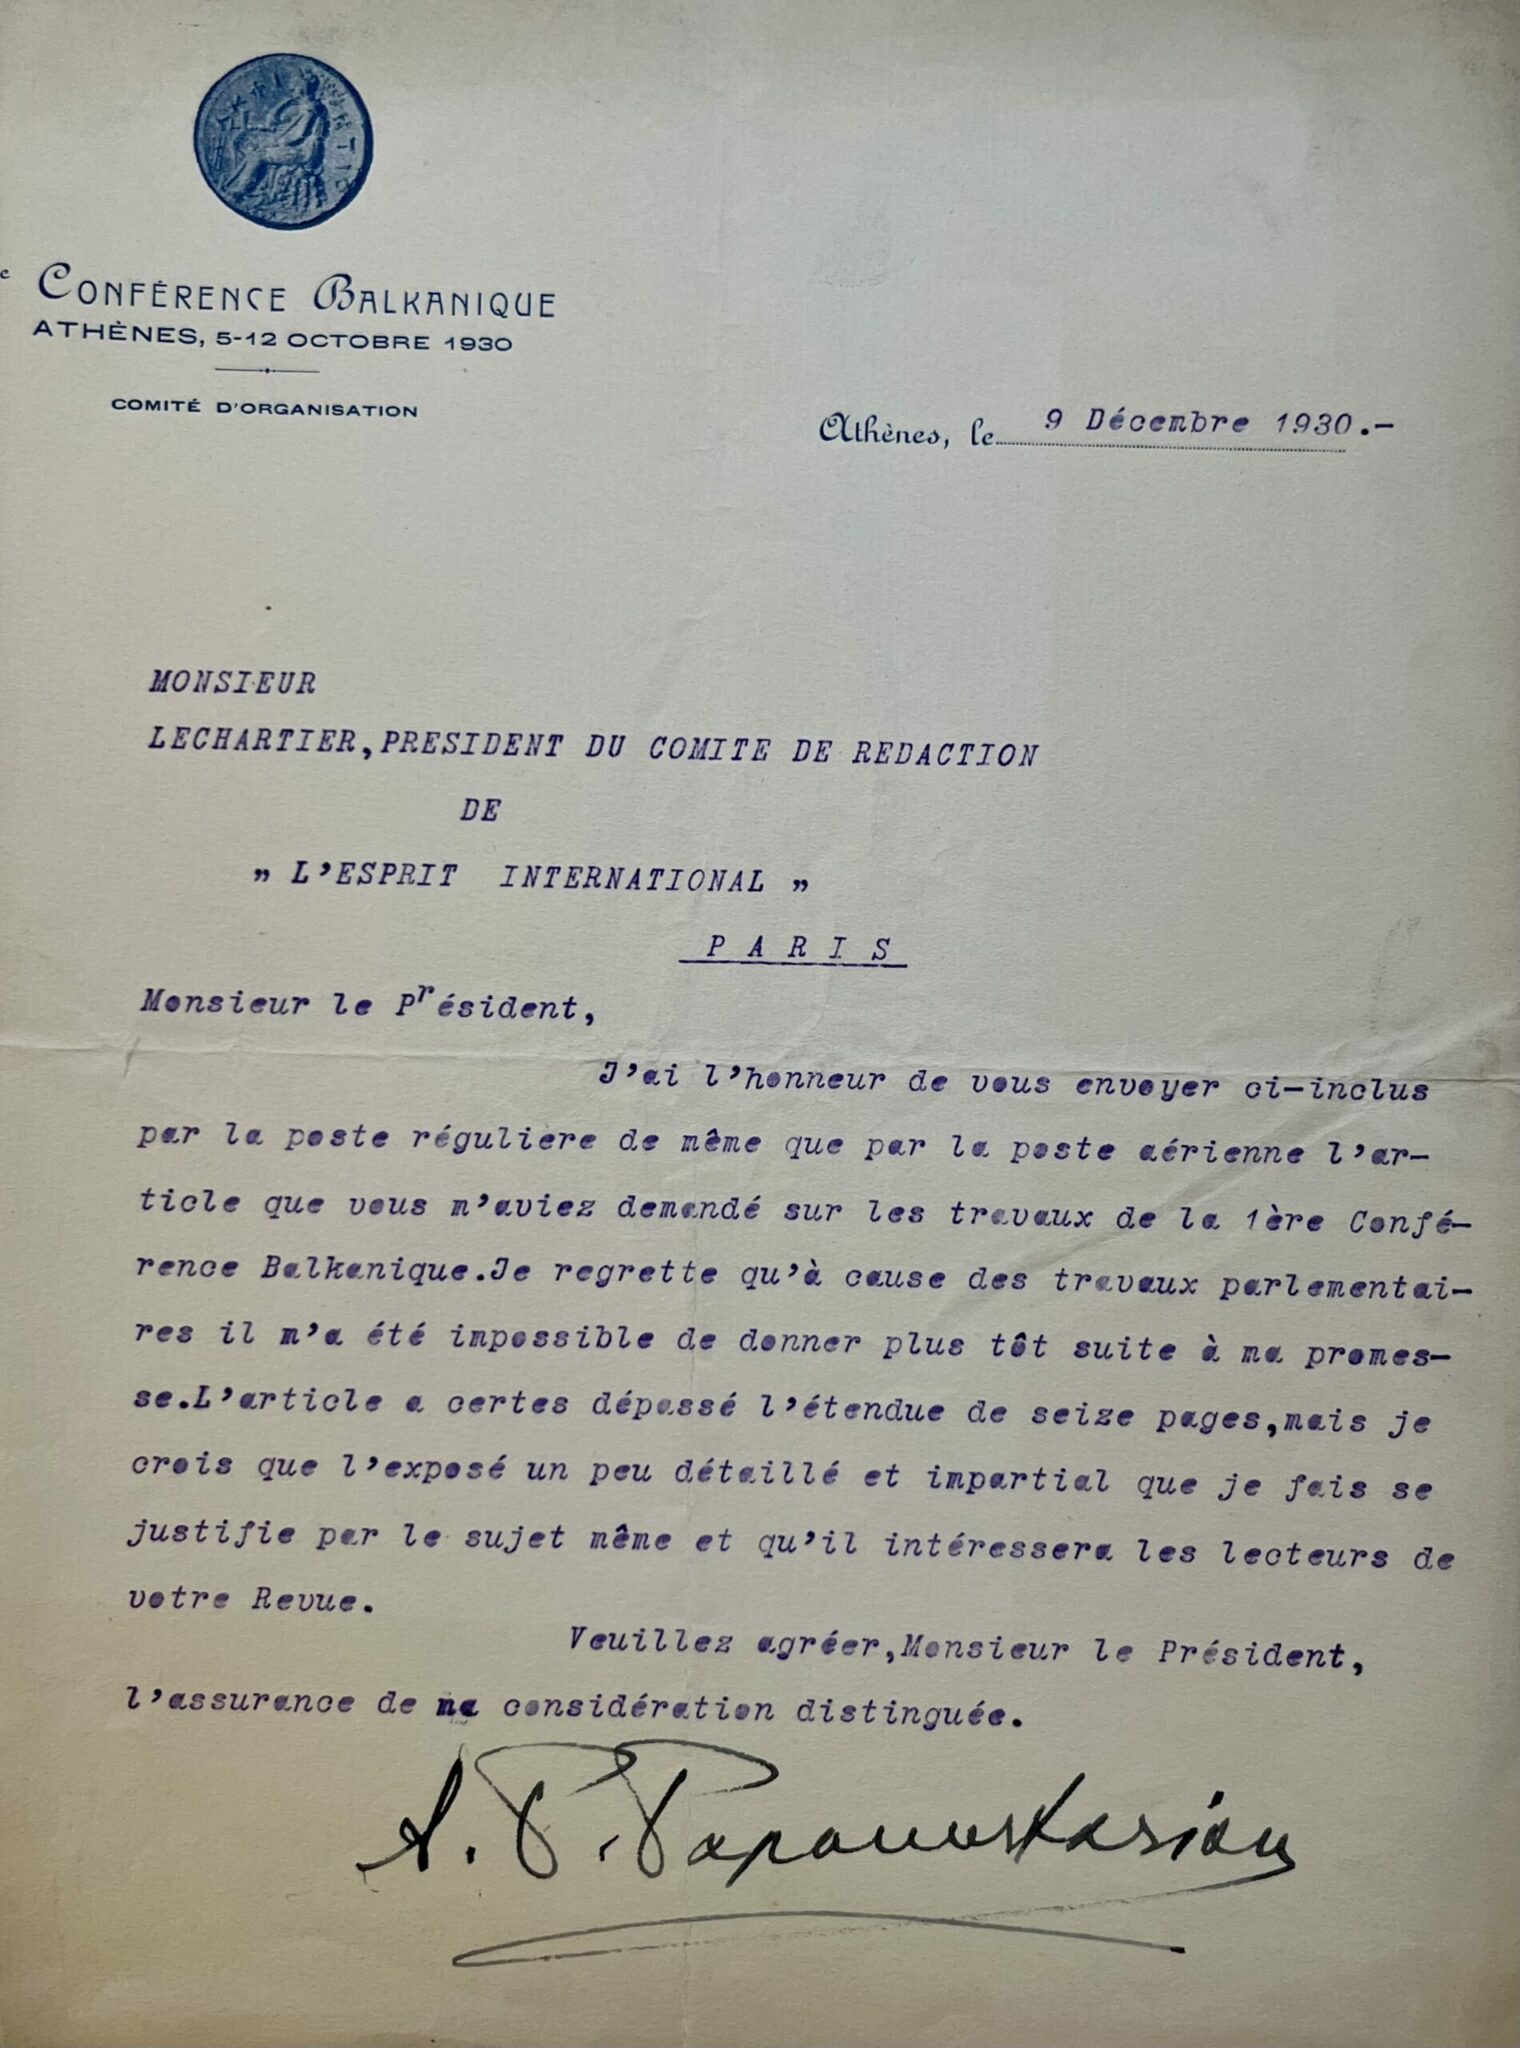 CONFÉRENCE BALKANIQUE
ATHÈNES, 5-12 OCTOBRE 1930
COMITÉ D'ORGANISATION
Athènes, le 9 Décembre 1930.-
MONSIEUR
LECHARTIER,PRESIDENT DU COMITE DE REDACTION
DE
„ L'ESPRIT INTERNATIONAL „
P A R I S
Monsieur le Président,
J'ai l'honneur de vous envoyer ci-inclus
par la poste régulière de même que par la poste aérienne l'ar-
ticle que vous m'aviez demandé sur les travaux de la 1ère Confé-
rence Balkanique.Je regrette qu'à cause des travaux parlementai-
res il m'a été impossible de donner plus tôt suite à ma promes-
se.L'article a certes dépassé l'étendue de seize pages,mais je
crois que l'exposé un peu détaillé et impartial que je fais se
justifie par le sujet même et qu'il intéressera les lecteurs de
votre Revue.
Veuillez agréer,Monsieur le Président,
l'assurance de ma considération distinguée.
A. P. Papanastasiou